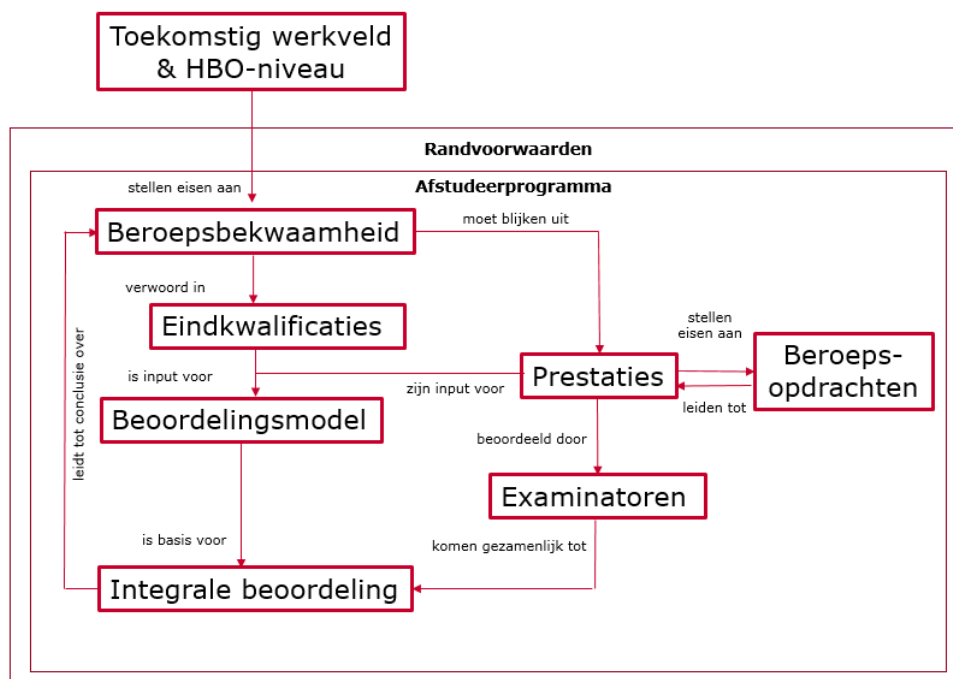 Toekomstig werkveld
& HBO-niveau
Randvoorwaarden
Afstudeerprogramma
stellen eisen aan
Beroepsbekwaamheid
moet blijken uit
verwoord in
Eindkwalificaties
stellen
eisen aan
Beroeps-
opdrachten
Prestaties
is input voor
zijn input voor
leiden tot
Beoordelingsmodel
beoordeeld door
leidt tot conclusie over
Examinatoren
is basis voor
komen gezamenlijk tot
Integrale beoordeling